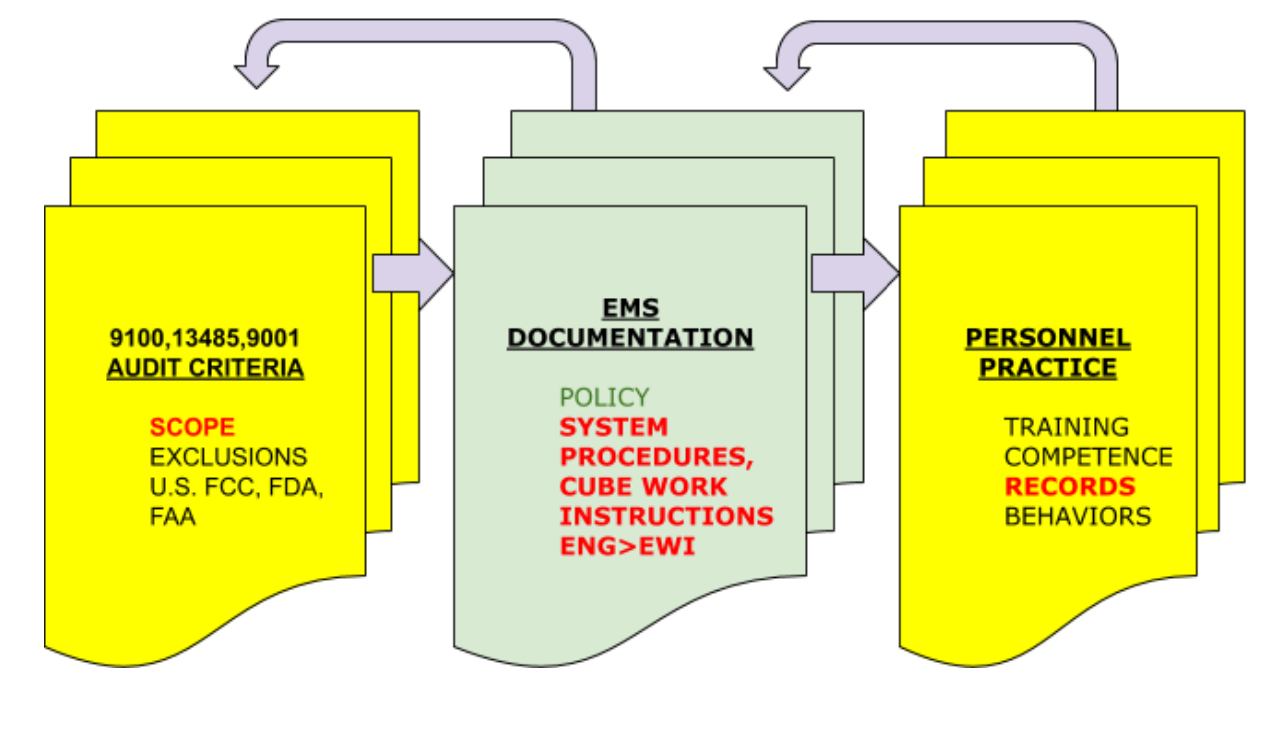 9100,13485,9001
AUDIT CRITERIA
SCOPE
EXCLUSIONS
U.S. FCC, FDA,
FAA
EMS
DOCUMENTATION
POLICY
SYSTEM
PROCEDURES,
CUBE WORK
INSTRUCTIONS
ENG>EWI
PERSONNEL
PRACTICE
TRAINING
COMPETENCE
RECORDS
BEHAVIORS